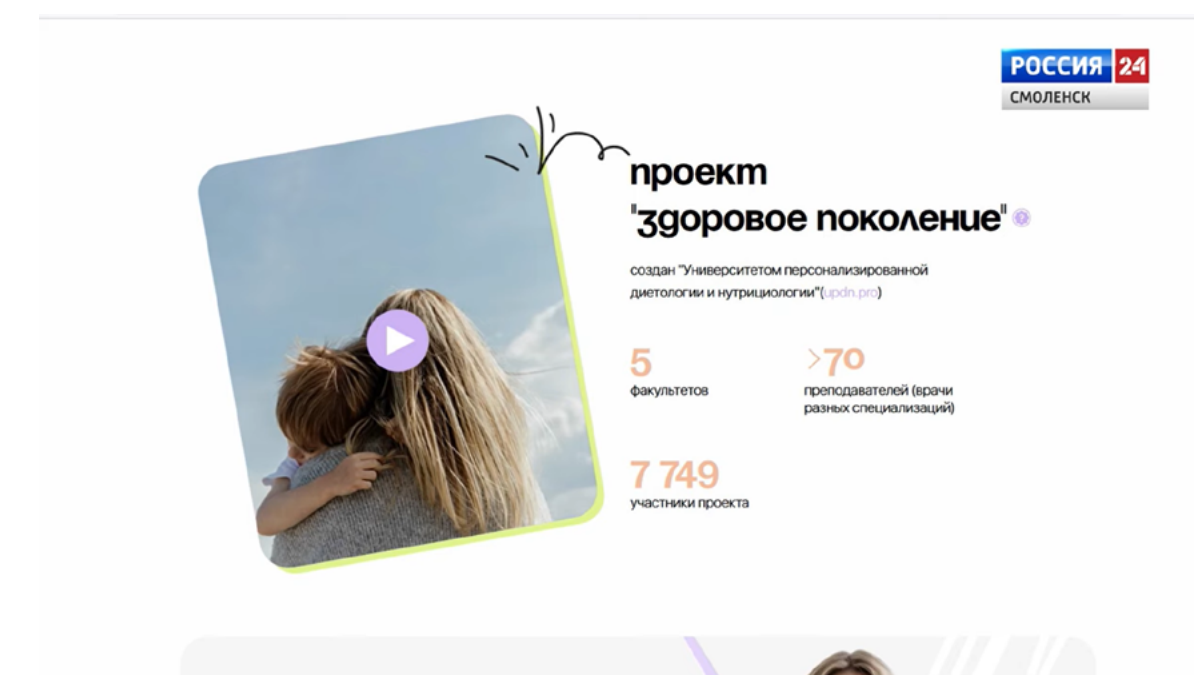 РОССИЯ 24
СМОЛЕНСК
проект
"здоровое поколение"
создан "Университетом персонализированной
диетологии и нутрициологии"(updn.pro)
5
факультетов
>70
преподавателей (врачи
разных специализаций)
7 749
участники проекта